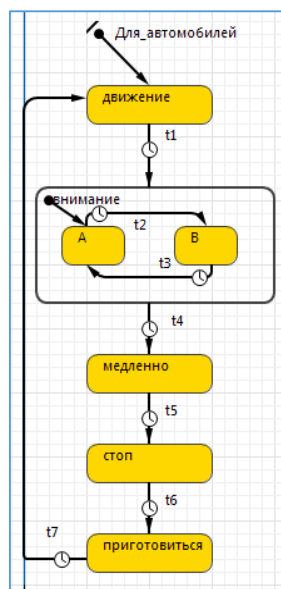 Для_автомобилей
движение
t1
внимание
t2
A
B
t3
t4
медленно
t5
стоп
t6
t7
приготовиться